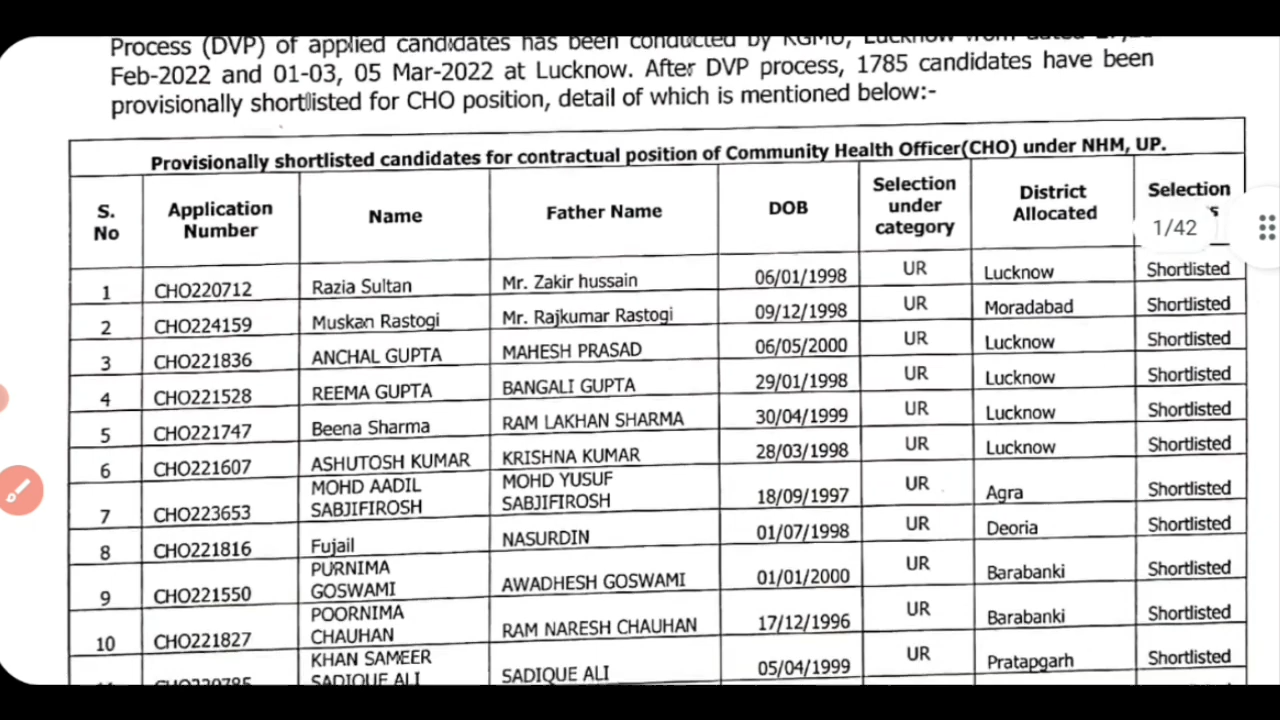 Process (DVP) of applied candidates has been conducted by KGMU, Lucknow from dated
Feb-2022 and 01-03, 05 Mar-2022 at Lucknow. After DVP process, 1785 candidates have been
provisionally shortlisted for CHO position, detail of which is mentioned below:-
Provisionally shortlisted candidates for contractual position of Community Health Officer(CHO) under NHM, UP.
S. No Application Number Name Father Name DOB Selection under category District Allocated Selection
1/42
1 CHO220712 Razia Sultan Mr. Zakir hussain 06/01/1998 UR Lucknow Shortlisted
2 CHO224159 Muskan Rastogi Mr. Rajkumar Rastogi 09/12/1998 UR Moradabad Shortlisted
3 CHO221836 ANCHAL GUPTA MAHESH PRASAD 06/05/2000 UR Lucknow Shortlisted
4 CHO221528 REEMA GUPTA BANGALI GUPTA 29/01/1998 UR Lucknow Shortlisted
5 CHO221747 Beena Sharma RAM LAKHAN SHARMA 30/04/1999 UR Lucknow Shortlisted
6 CHO221607 ASHUTOSH KUMAR KRISHNA KUMAR 28/03/1998 UR Lucknow Shortlisted
7 CHO223653 MOHD AADIL SABJIFIROSH MOHD YUSUF SABJIFIROSH 18/09/1997 UR Agra Shortlisted
8 CHO221816 Fujail NASURDIN 01/07/1998 UR Deoria Shortlisted
9 CHO221550 PURNIMA GOSWAMI AWADHESH GOSWAMI 01/01/2000 UR Barabanki Shortlisted
10 CHO221827 POORNIMA CHAUHAN RAM NARESH CHAUHAN 17/12/1996 UR Barabanki Shortlisted
KHAN SAMEER SADIQUE ALI SADIQUE ALI 05/04/1999 UR Pratapgarh Shortlisted